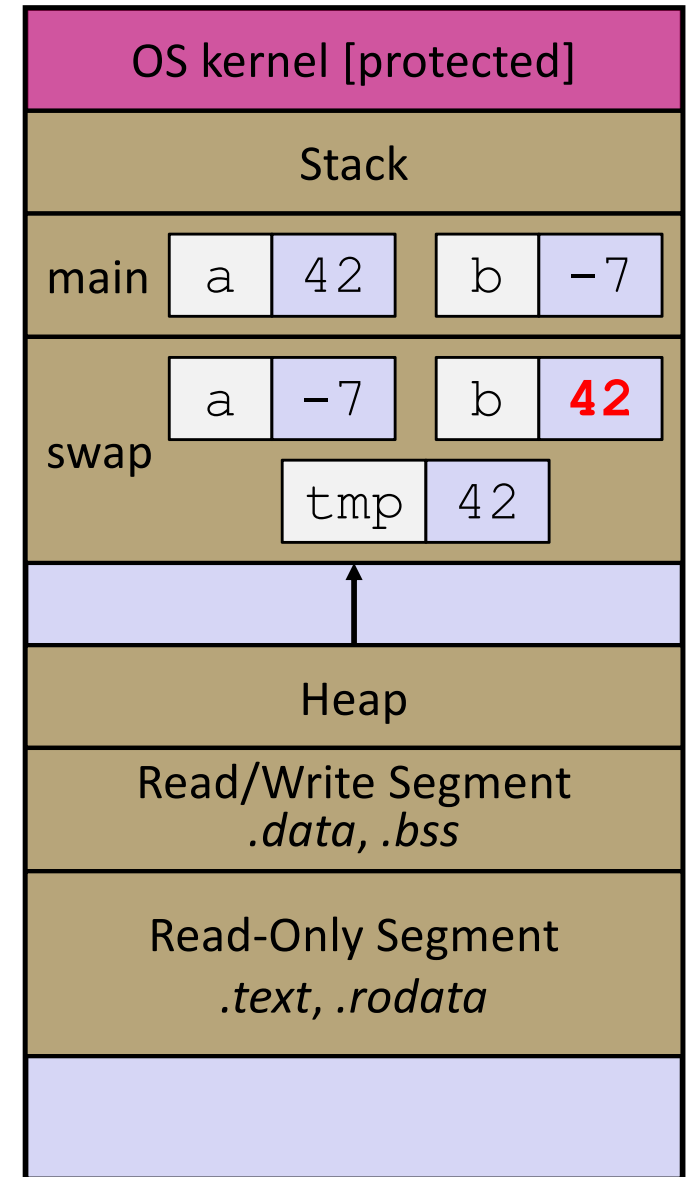 OS kernel [protected]
Stack
main a 42 b -7
swap
a -7 b 42
tmp 42
Heap
Read/Write Segment
.data, .bss
Read-Only Segment
.text, .rodata